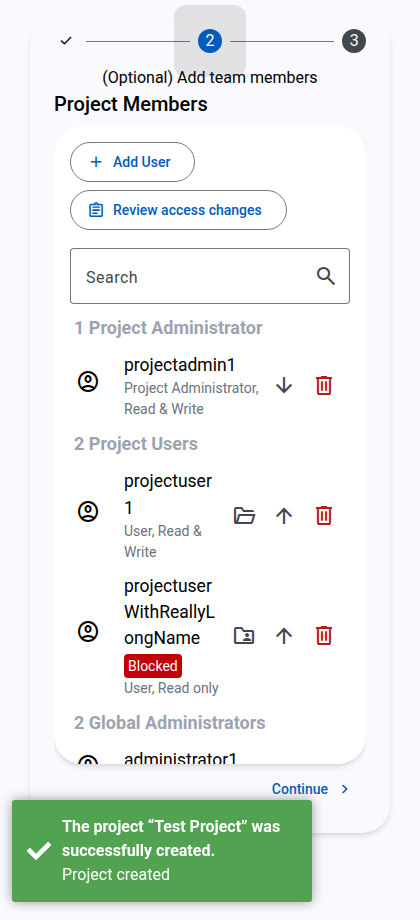 2
3
(Optional) Add team members
Project Members
Add User
Review access changes
Search
1 Project Administrator
projectadmin1
Project Administrator,
Read & Write
2 Project Users
projectuser
1
User, Read &
Write
projectuser
WithReallyL
ongName
Blocked
User, Read only
2 Global Administrators
administrator1
Continue
The project “Test Project” was
successfully created.
Project created